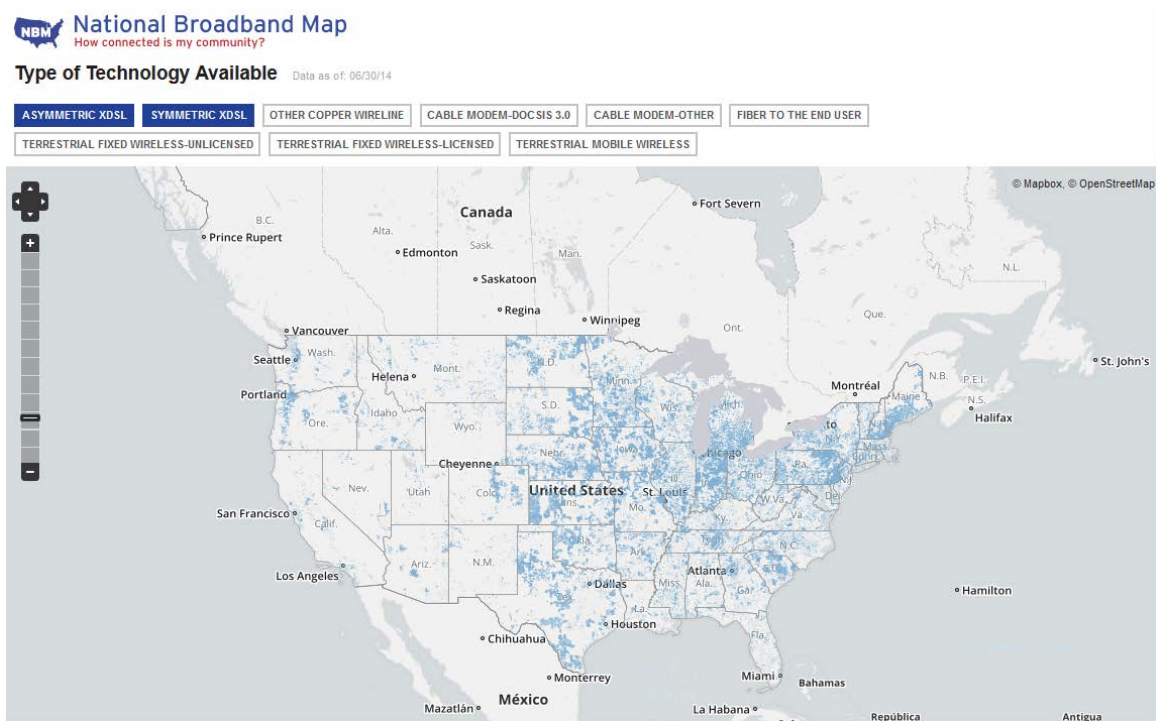 NBM
National Broadband Map
How connected is my community?
Type of Technology Available Data as of: 06/30/14
ASYMMETRIC XDSL SYMMETRIC XDSL OTHER COPPER WIRELINE CABLE MODEM-DOCSIS 3.0 CABLE MODEM-OTHER FIBER TO THE END USER
TERRESTRIAL FIXED WIRELESS-UNLICENSED TERRESTRIAL FIXED WIRELESS-LICENSED TERRESTRIAL MOBILE WIRELESS
© Mapbox, © OpenStreetMap
Fort Severn
Canada
B.C.
Alta.
Prince Rupert
Edmonton
Sask.
Man.
N.L.
Saskatoon
Regina
Winnipeg
Ont.
Que.
Vancouver
Seattle
Wash.
N.D.
St. John's
Helena
Mont.
Minn.
N.B.
P.E.I.
Montréal
Portland
Maine
N.S.
Halifax
Idaho
S.D.
Wis.
Mich.
Ore.
Wyo.
N.Y.
Mass.
Iowa
Chicago
Nebr.
Cheyenne
Pa.
Ohio
N.J.
Nev.
Utah
Colo.
United States
St. Louis
Del.
W.Va.
San Francisco
Calif.
Mo.
Ky.
Va.
N.C.
Los Angeles
Ariz.
N.M.
Ark.
Atlanta
S.C.
Dallas
Miss.
Ala.
Ga.
Hamilton
Tex.
La.
Houston
Chihuahua
Fla.
Monterrey
Miami
Bahamas
México
Mazatlán
La Habana
República
Antigua